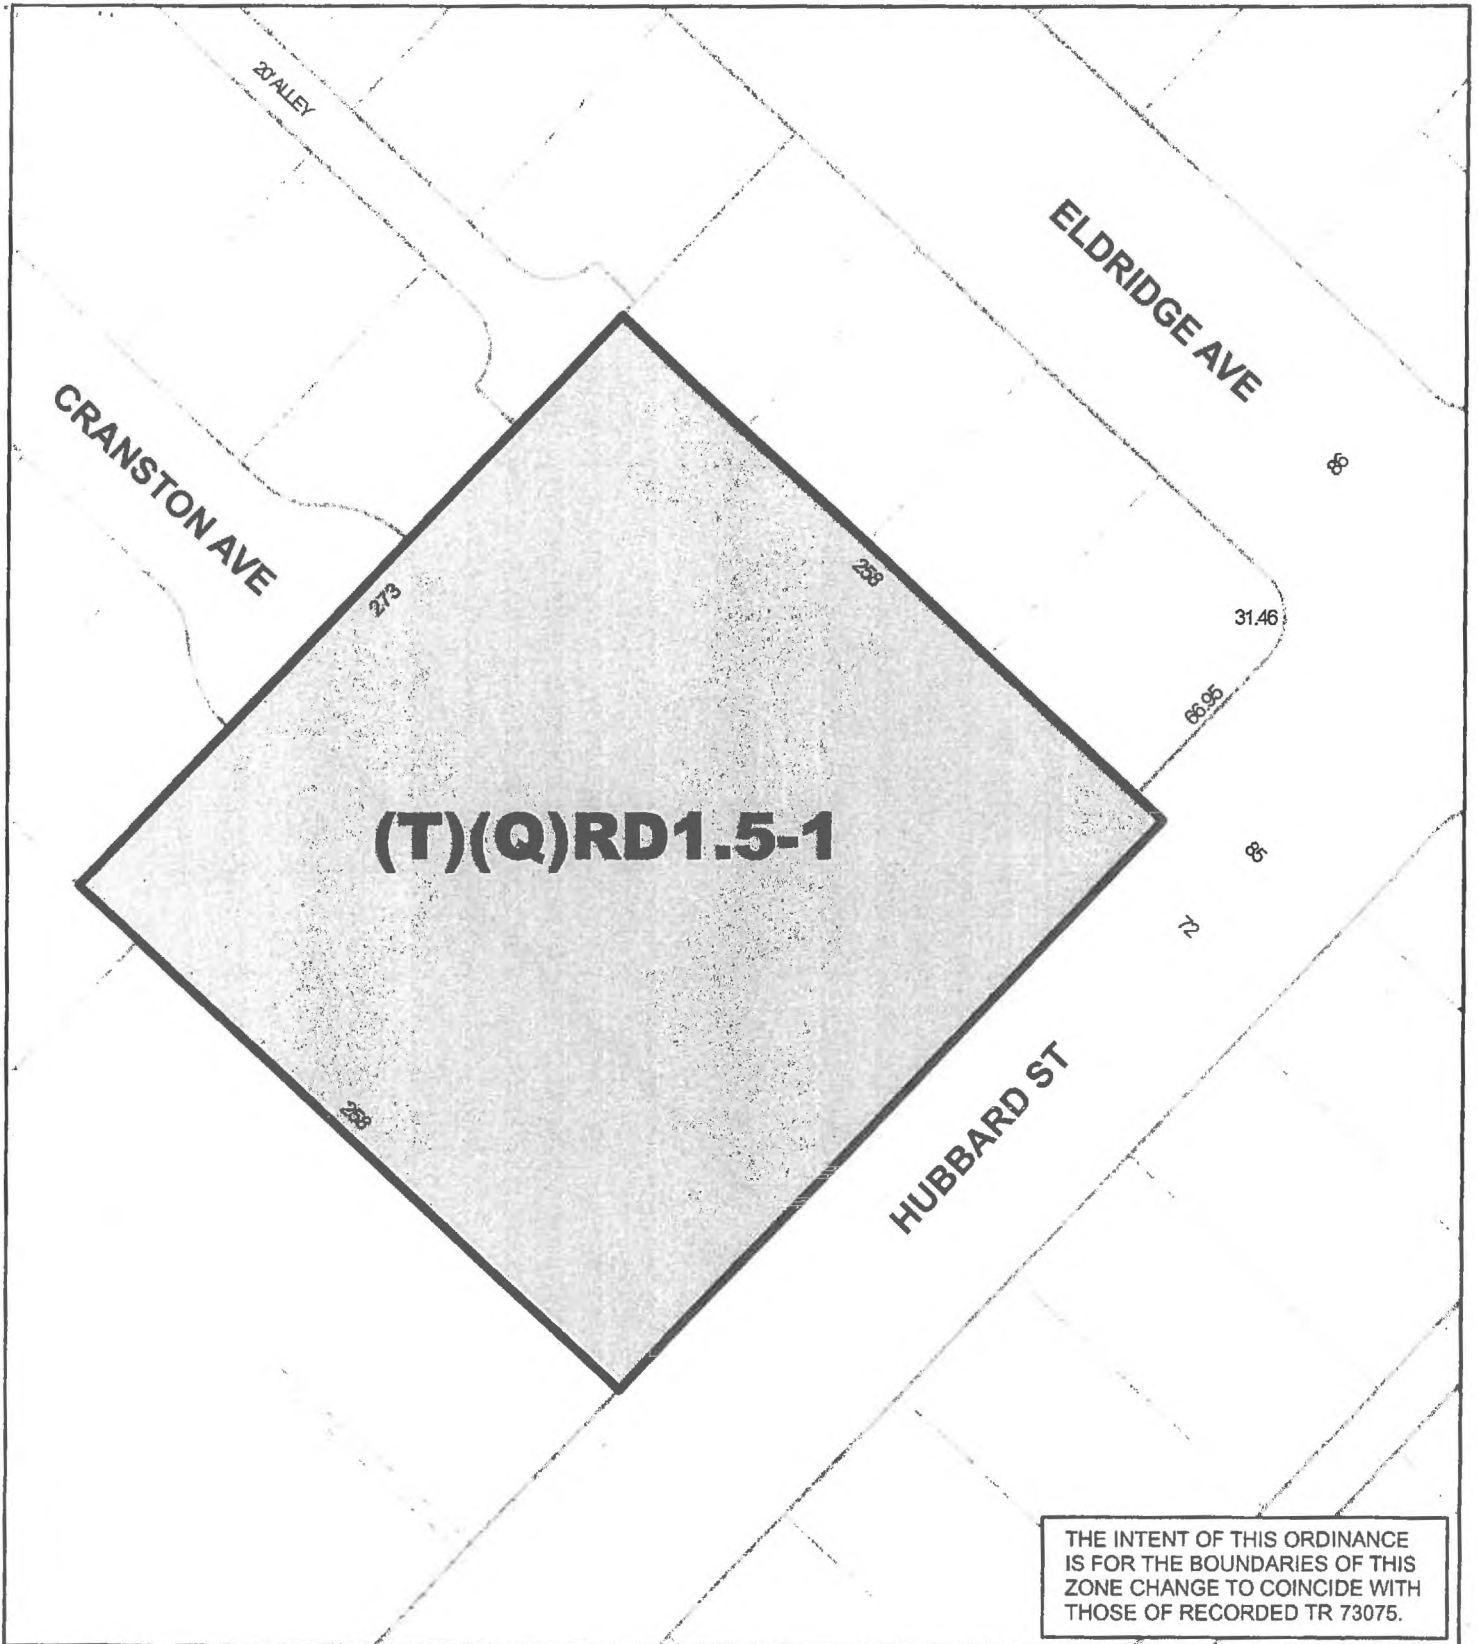 20' ALLEY
ELDRIDGE AVE
CRANSTON AVE
86
258
273
31.46
66.95
(T)(Q)RD1.5-1
85
72
HUBBARD ST
258
THE INTENT OF THIS ORDINANCE
IS FOR THE BOUNDARIES OF THIS
ZONE CHANGE TO COINCIDE WITH
THOSE OF RECORDED TR 73075.